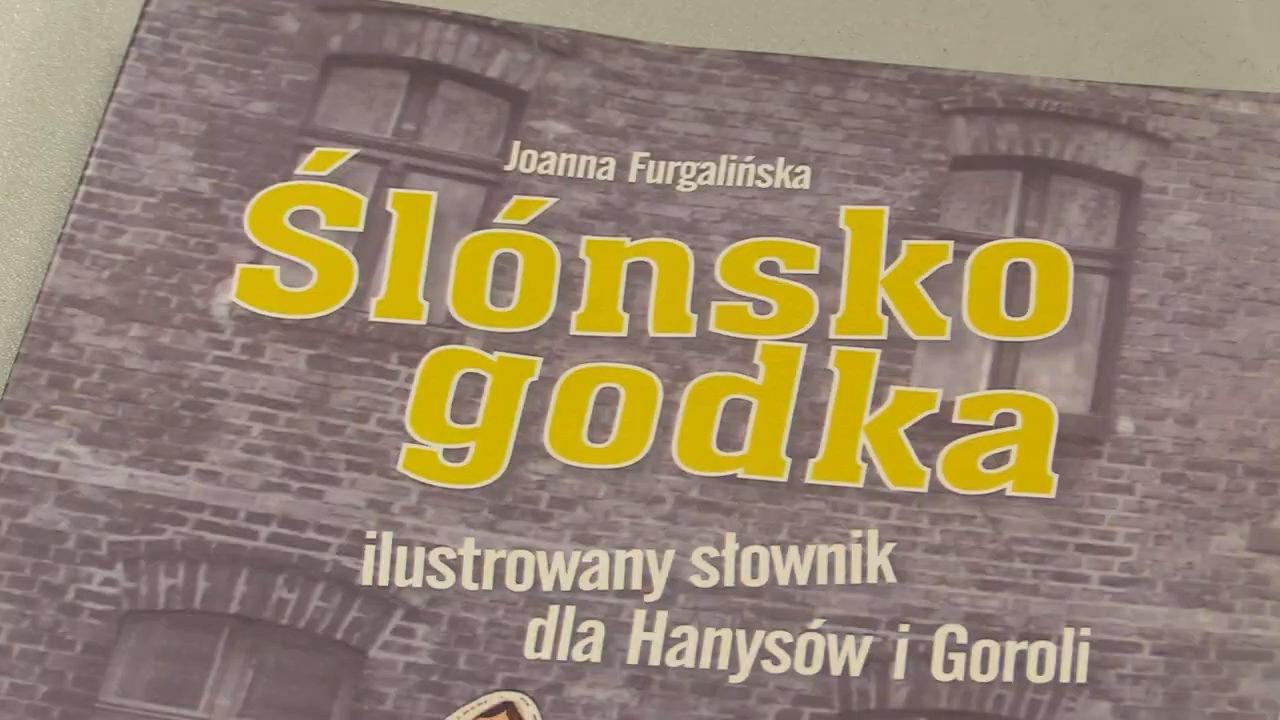 Joanna Furgalińska
Ślónsko
godka
ilustrowany słownik
dla Hanysów i Goroli